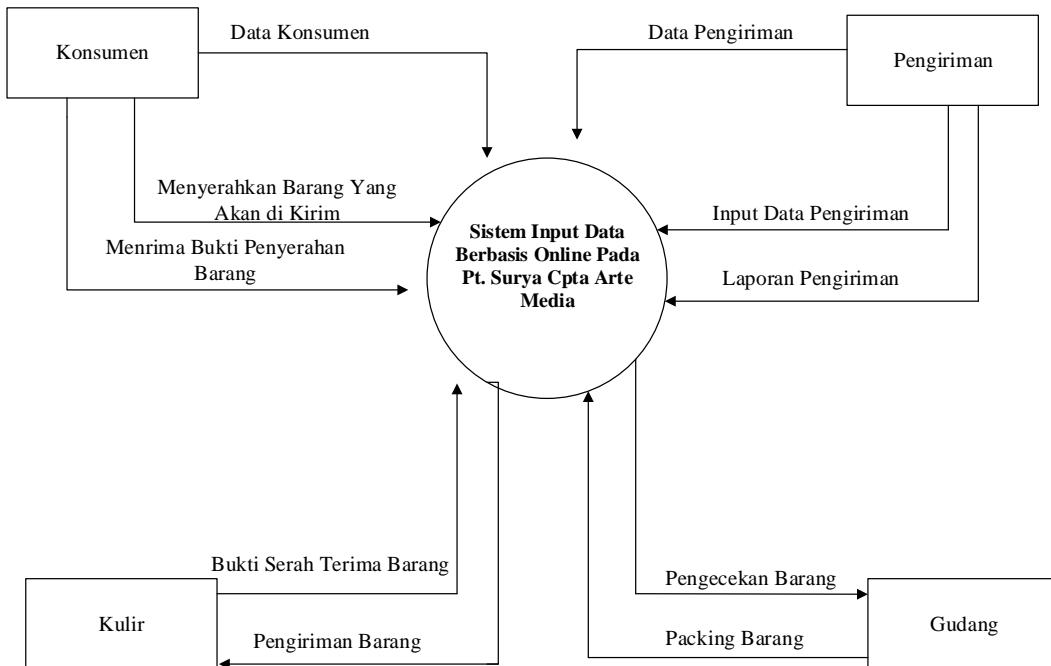 Data Konsumen
Data Pengiriman
Konsumen
Pengiriman
Menyerahkan Barang Yang
Akan di Kirim
Menrima Bukti Penyerahan
Barang
Sistem Input Data
Berbasis Online Pada
Pt. Surya Cpta Arte
Media
Input Data Pengiriman
Laporan Pengiriman
Bukti Serah Terima Barang
Kulir
Pengiriman Barang
Pengecekan Barang
Gudang
Packing Barang